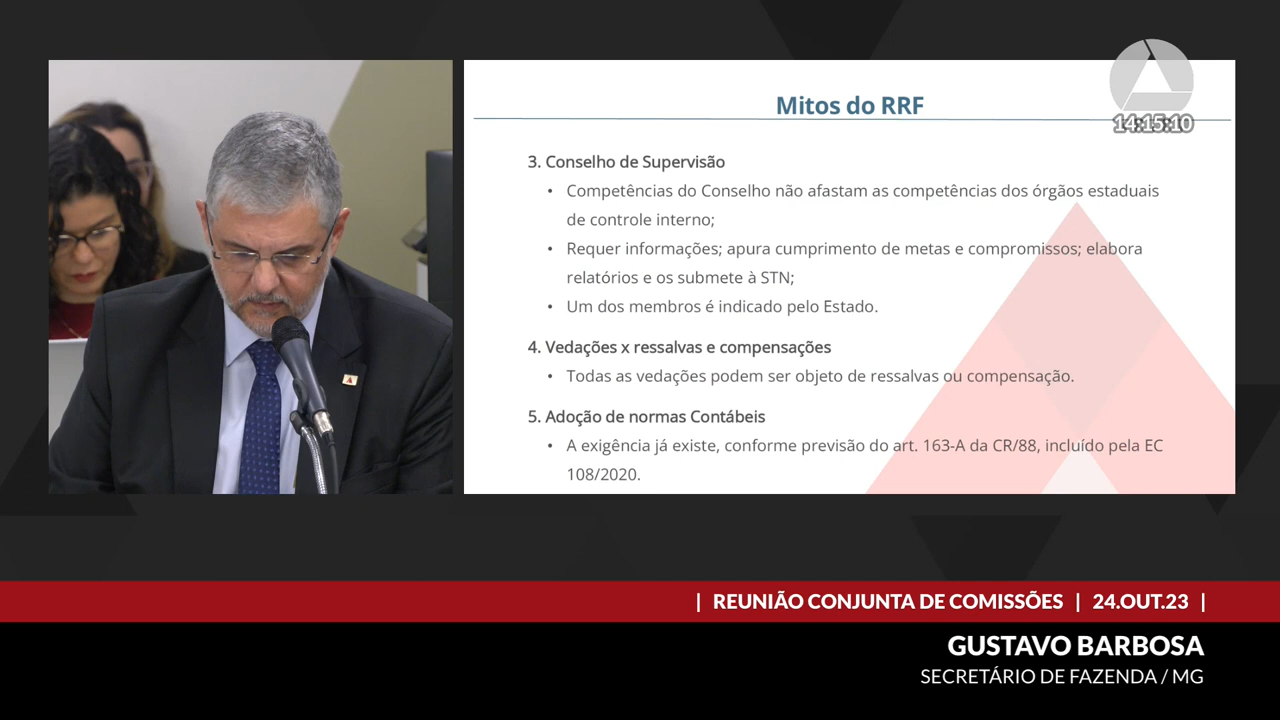 Mitos do RRF
14:15:10
3. Conselho de Supervisão
• Competências do Conselho não afastam as competências dos órgãos estaduais
de controle interno;
• Requer informações; apura cumprimento de metas e compromissos; elabora
relatórios e os submete à STN;
• Um dos membros é indicado pelo Estado.
4. Vedações x ressalvas e compensações
• Todas as vedações podem ser objeto de ressalvas ou compensação.
5. Adoção de normas Contábeis
• A exigência já existe, conforme previsão do art. 163-A da CR/88, incluído pela EC
108/2020.
| REUNIÃO CONJUNTA DE COMISSÕES | 24.OUT.23 |
GUSTAVO BARBOSA
SECRETÁRIO DE FAZENDA / MG